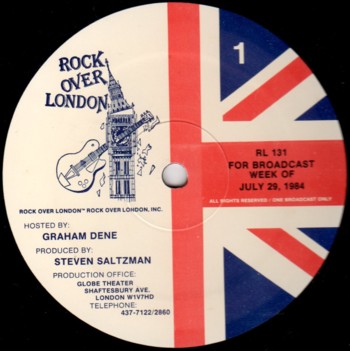 ROCK
OVER
LONDON
1
RL 131
FOR BROADCAST
WEEK OF
JULY 29, 1984
ALL RIGHTS RESERVED / ONE BROADCAST ONLY
ROCK OVER LONDON™ ROCK OVER LONDON, INC.
HOSTED BY:
GRAHAM DENE
PRODUCED BY:
STEVEN SALTZMAN
PRODUCTION OFFICE:
GLOBE THEATER
SHAFTESBURY AVE.
LONDON W1V7HD
TELEPHONE:
437-7122/2860